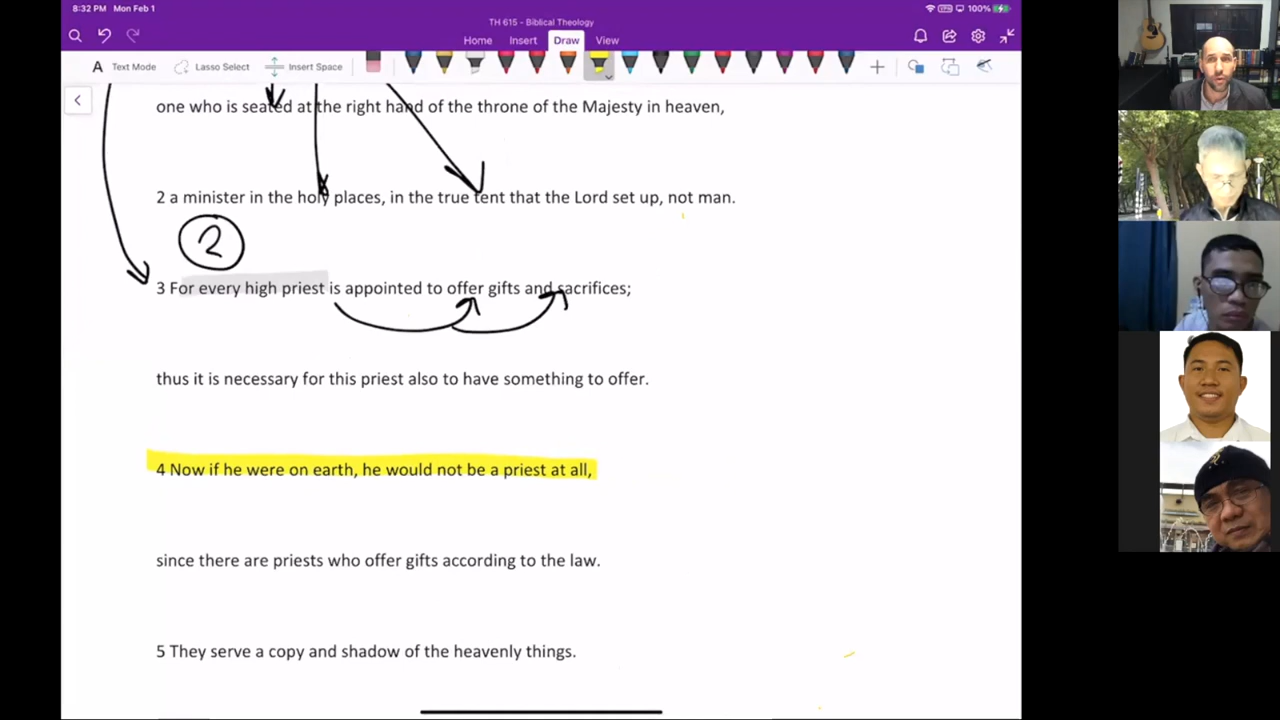 8:32 PM Mon Feb 1
100%
TH 615 - Biblical Theology
Home Insert Draw View
A Text Mode Lasso Select Insert Space
one who is seated at the right hand of the throne of the Majesty in heaven,
2 a minister in the holy places, in the true tent that the Lord set up, not man.
2
3 For every high priest is appointed to offer gifts and sacrifices;
thus it is necessary for this priest also to have something to offer.
4 Now if he were on earth, he would not be a priest at all,
since there are priests who offer gifts according to the law.
5 They serve a copy and shadow of the heavenly things.